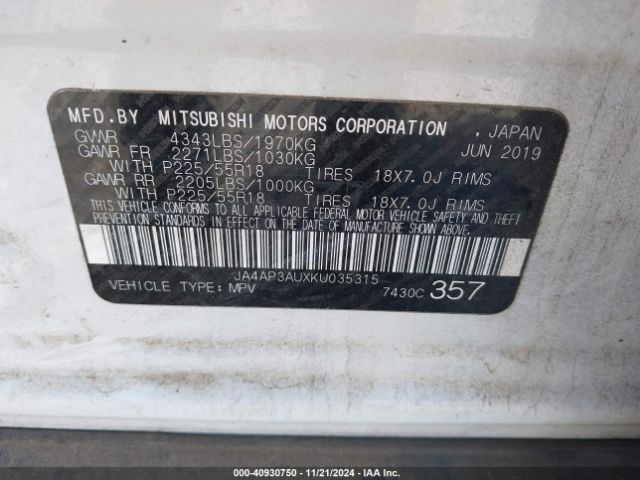 MFD.BY MITSUBISHI MOTORS CORPORATION , JAPAN
GVWR 4343LBS/1970KG JUN 2019
GAWR FR 2271LBS/1030KG
WITH P225/55R18 TIRES 18X7.0J RIMS
GAWR RR 2205LBS/1000KG
WITH P225/55R18 TIRES 18X7.0J RIMS
THIS VEHICLE CONFORMS TO ALL APPLICABLE FEDERAL MOTOR VEHICLE SAFETY AND THEFT
PREVENTION STANDARDS IN EFFECT ON THE DATE OF MANUFACTURE SHOWN ABOVE.
JA4AP3AUXKU035315
VEHICLE TYPE:MPV 7430C 357
000-40930750 | 11/21/2024 | IAA Inc.